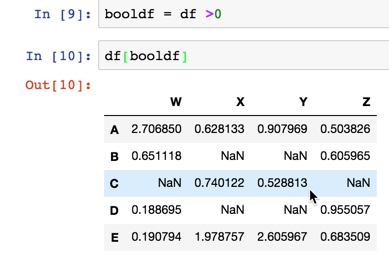 In [9]: booldf = df >0
In [10]: df[booldf]
Out[10]:
W X Y Z
A 2.706850 0.628133 0.907969 0.503826
B 0.651118 NaN NaN 0.605965
C NaN 0.740122 0.528813 NaN
D 0.188695 NaN NaN 0.955057
E 0.190794 1.978757 2.605967 0.683509